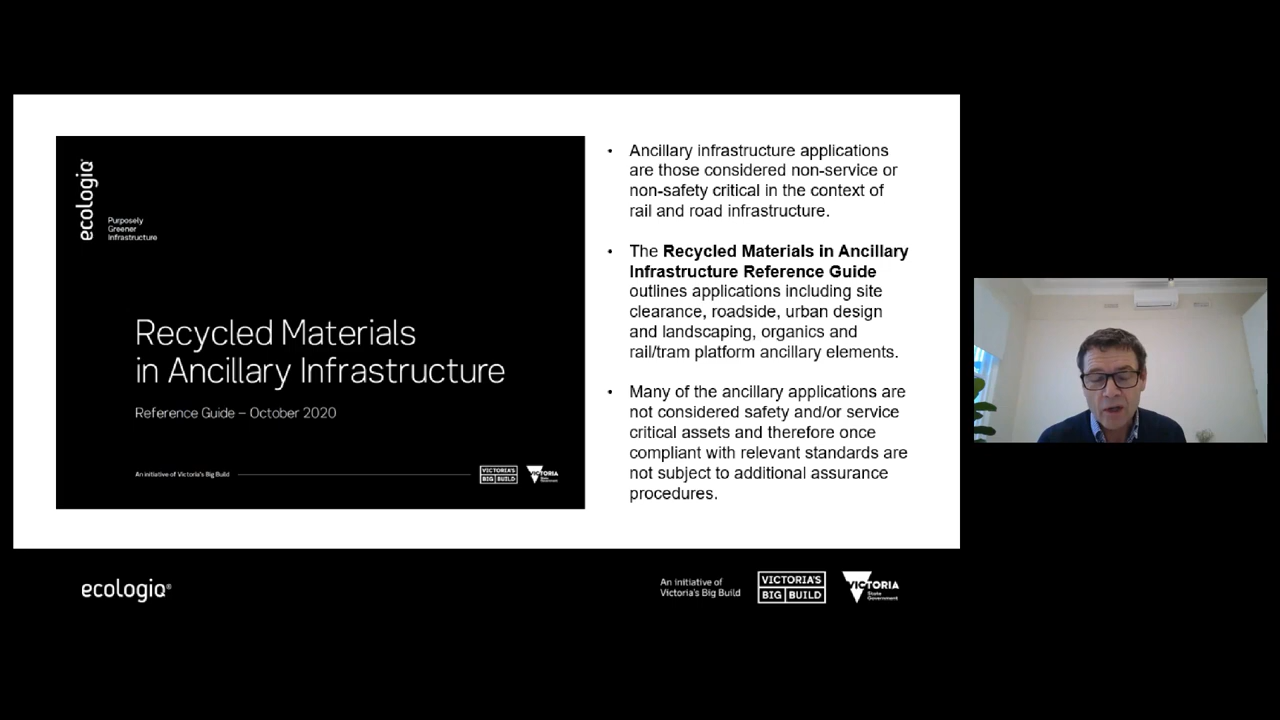 ecologiq
Purposely
Greener
Infrastructure
Recycled Materials
in Ancillary Infrastructure
Reference Guide – October 2020
An initiative of Victoria's Big Build
VICTORIA'S
BIG BUILD
VICTORIA
State
Government
• Ancillary infrastructure applications
are those considered non-service or
non-safety critical in the context of
rail and road infrastructure.
• The Recycled Materials in Ancillary
Infrastructure Reference Guide
outlines applications including site
clearance, roadside, urban design
and landscaping, organics and
rail/tram platform ancillary elements.
• Many of the ancillary applications are
not considered safety and/or service
critical assets and therefore once
compliant with relevant standards are
not subject to additional assurance
procedures.
ecologiq®
An initiative of
Victoria's Big Build
VICTORIA'S
BIG BUILD
VICTORIA
State
Government